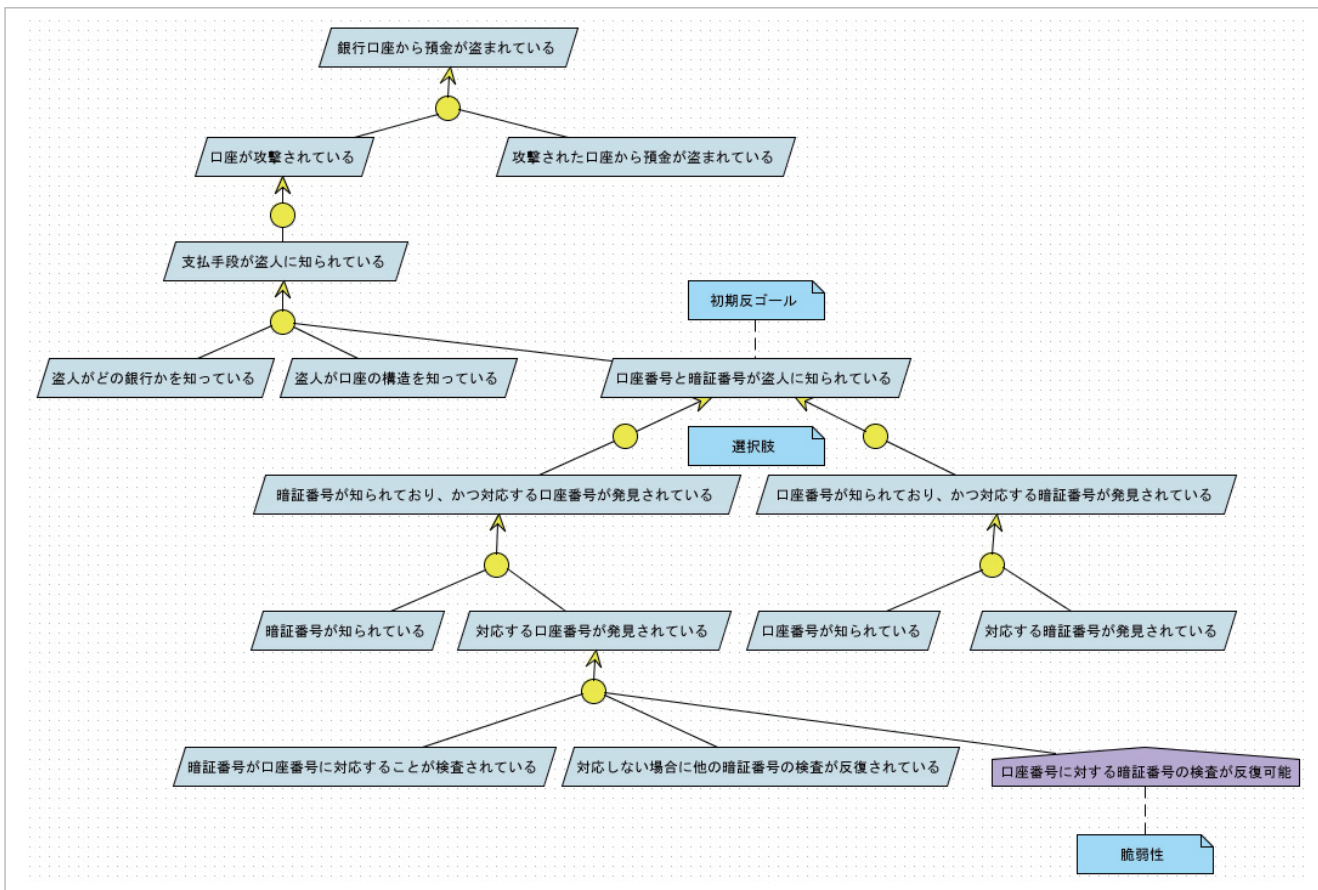 銀行口座から預金が盗まれている
口座が攻撃されている
攻撃された口座から預金が盗まれている
支払手段が盗人に知られている
初期反ゴール
盗人がどの銀行かを知っている
盗人が口座の構造を知っている
口座番号と暗証番号が盗人に知られている
選択肢
暗証番号が知られており、かつ対応する口座番号が発見されている
口座番号が知られており、かつ対応する暗証番号が発見されている
暗証番号が知られている
対応する口座番号が発見されている
口座番号が知られている
対応する暗証番号が発見されている
暗証番号が口座番号に対応することが検査されている
対応しない場合に他の暗証番号の検査が反復されている
口座番号に対する暗証番号の検査が反復可能
脆弱性